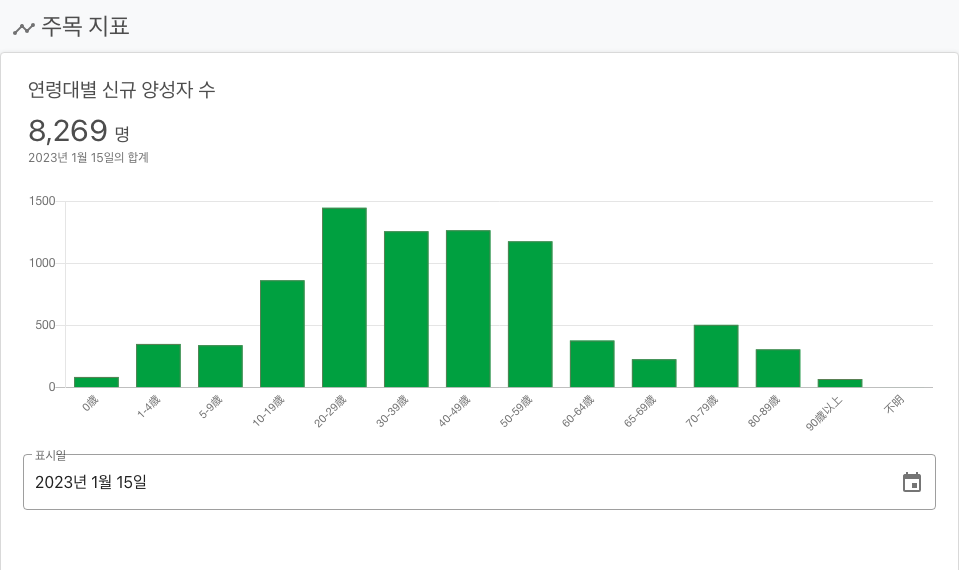 주목 지표
연령대별 신규 양성자 수
8,269 명
2023년 1월 15일의 합계
1500
1000
500
0
0歳
1-4歳
5-9歳
10-19歳
20-29歳
30-39歳
40-49歳
50-59歳
60-64歳
65-69歳
70-79歳
80-89歳
90歳以上
不明
표시일
2023년 1월 15일